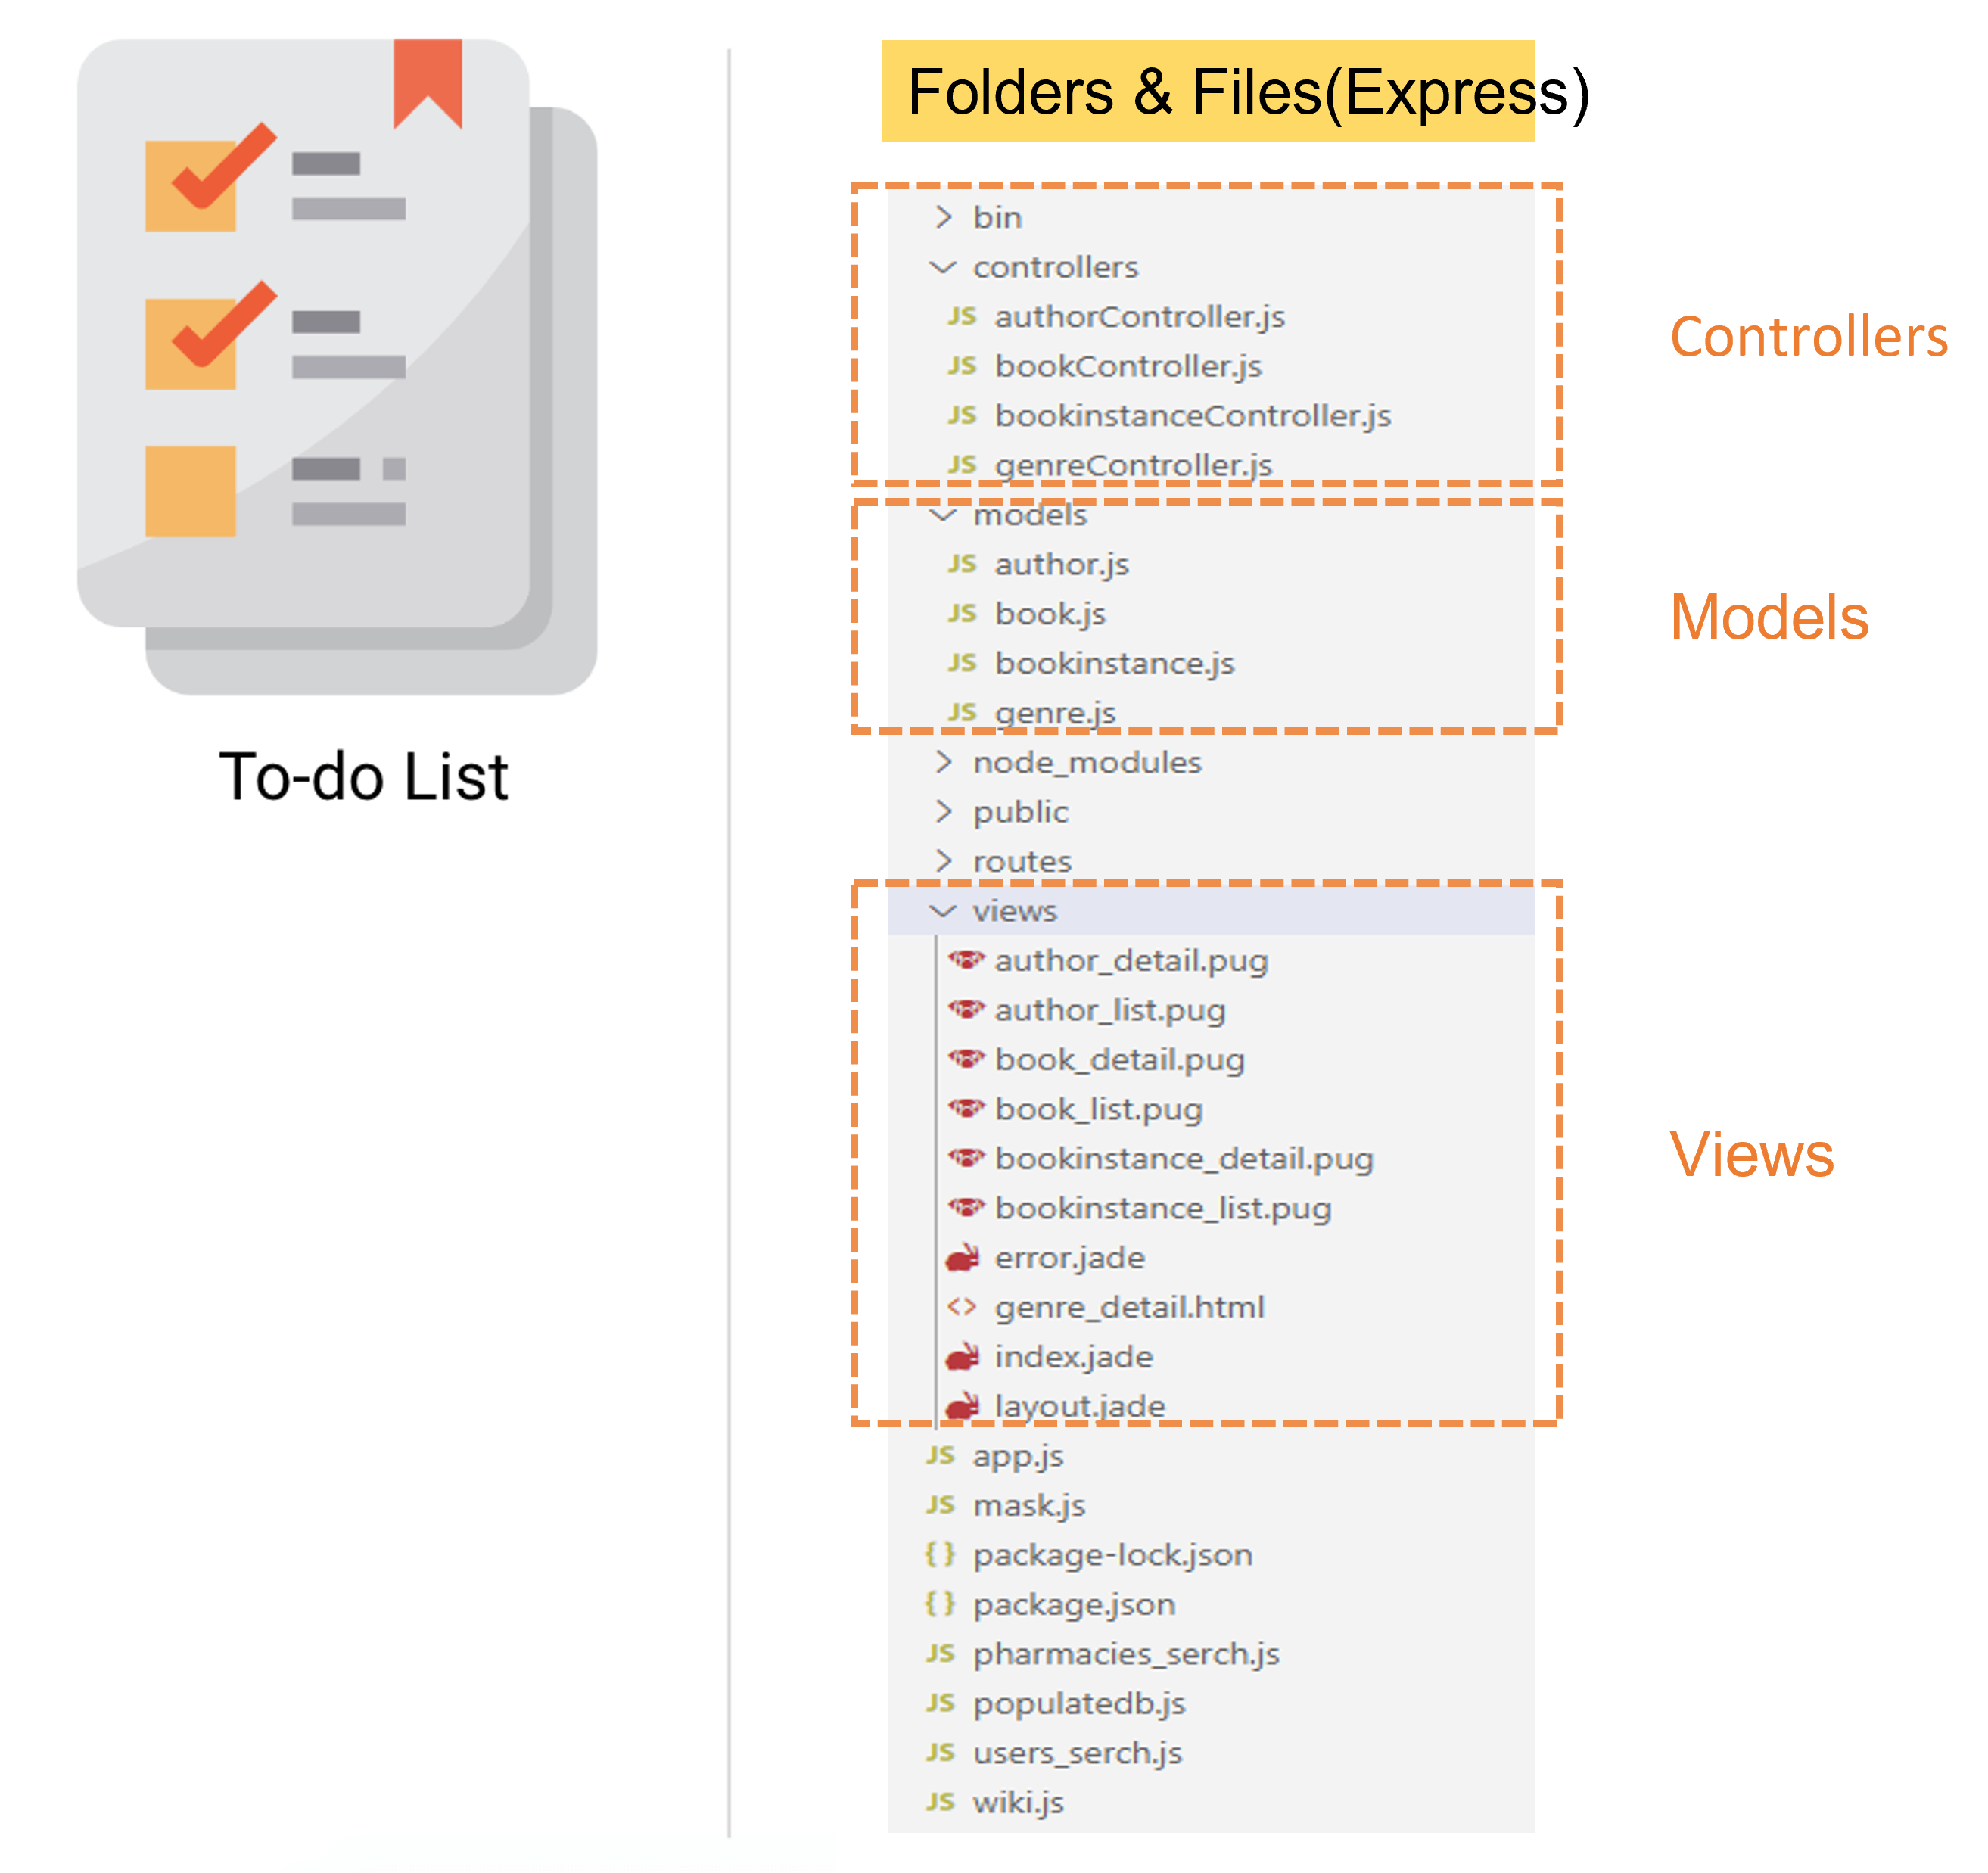 To-do List
Folders & Files(Express)
bin
controllers
JS authorController.js
JS bookController.js
JS bookinstanceController.js
JS genreController.js
Controllers
models
JS author.js
JS book.js
JS bookinstance.js
JS genre.js
Models
node_modules
public
routes
views
author_detail.pug
author_list.pug
book_detail.pug
book_list.pug
bookinstance_detail.pug
bookinstance_list.pug
error.jade
<> genre_detail.html
index.jade
layout.jade
Views
JS app.js
JS mask.js
{} package-lock.json
{} package.json
JS pharmacies_serch.js
JS populatedb.js
JS users_serch.js
JS wiki.js